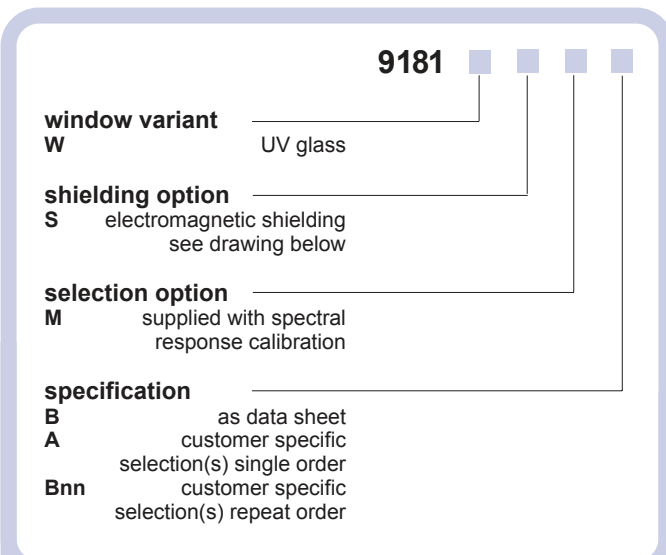 9181
window variant
W UV glass
shielding option
S electromagnetic shielding
see drawing below
selection option
M supplied with spectral
response calibration
specification
B as data sheet
A customer specific
selection(s) single order
Bnn customer specific
selection(s) repeat order